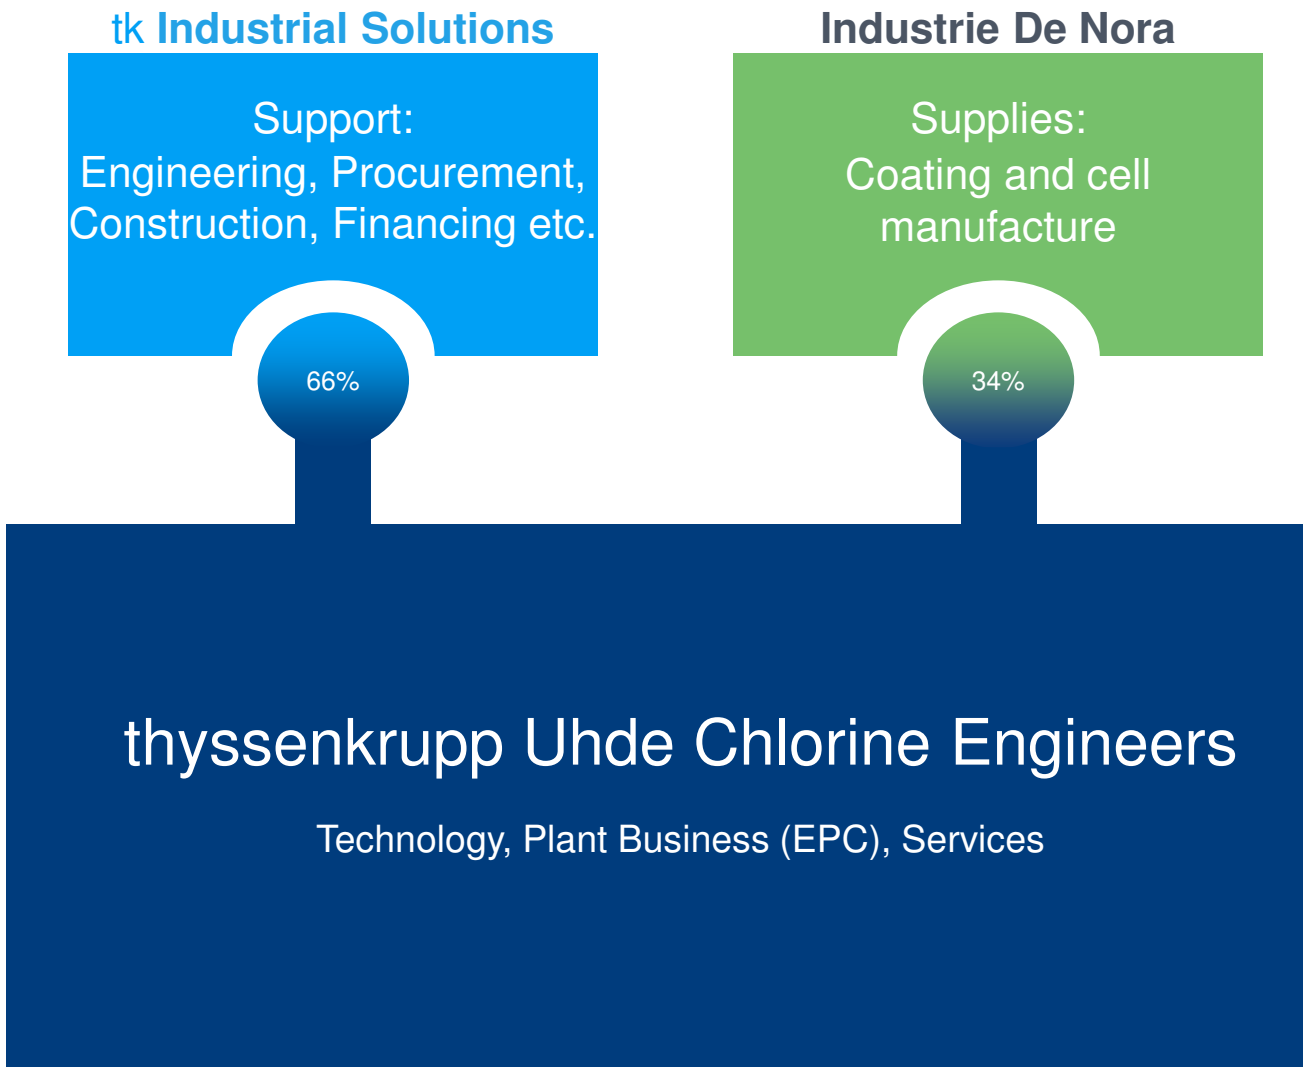 tk Industrial Solutions
Support:
Engineering, Procurement,
Construction, Financing etc.
66%
Industrie De Nora
Supplies:
Coating and cell
manufacture
34%
thyssenkrupp Uhde Chlorine Engineers
Technology, Plant Business (EPC), Services